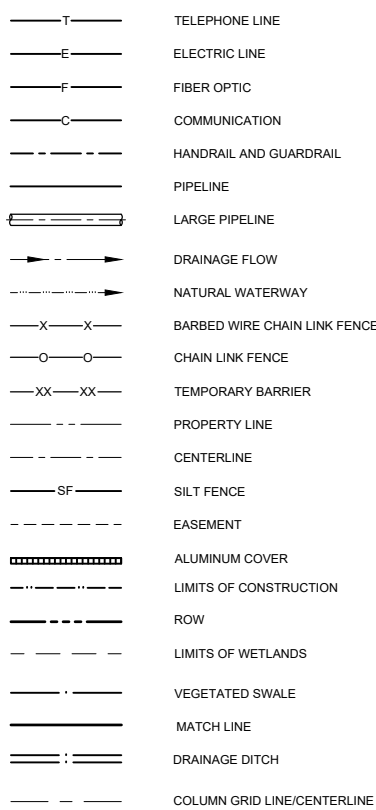 T TELEPHONE LINE
E ELECTRIC LINE
F FIBER OPTIC
C COMMUNICATION
HANDRAIL AND GUARDRAIL
PIPELINE
LARGE PIPELINE
DRAINAGE FLOW
NATURAL WATERWAY
X X BARBED WIRE CHAIN LINK FENCE
O O CHAIN LINK FENCE
XX XX TEMPORARY BARRIER
PROPERTY LINE
CENTERLINE
SF SILT FENCE
EASEMENT
ALUMINUM COVER
LIMITS OF CONSTRUCTION
ROW
LIMITS OF WETLANDS
VEGETATED SWALE
MATCH LINE
DRAINAGE DITCH
COLUMN GRID LINE/CENTERLINE